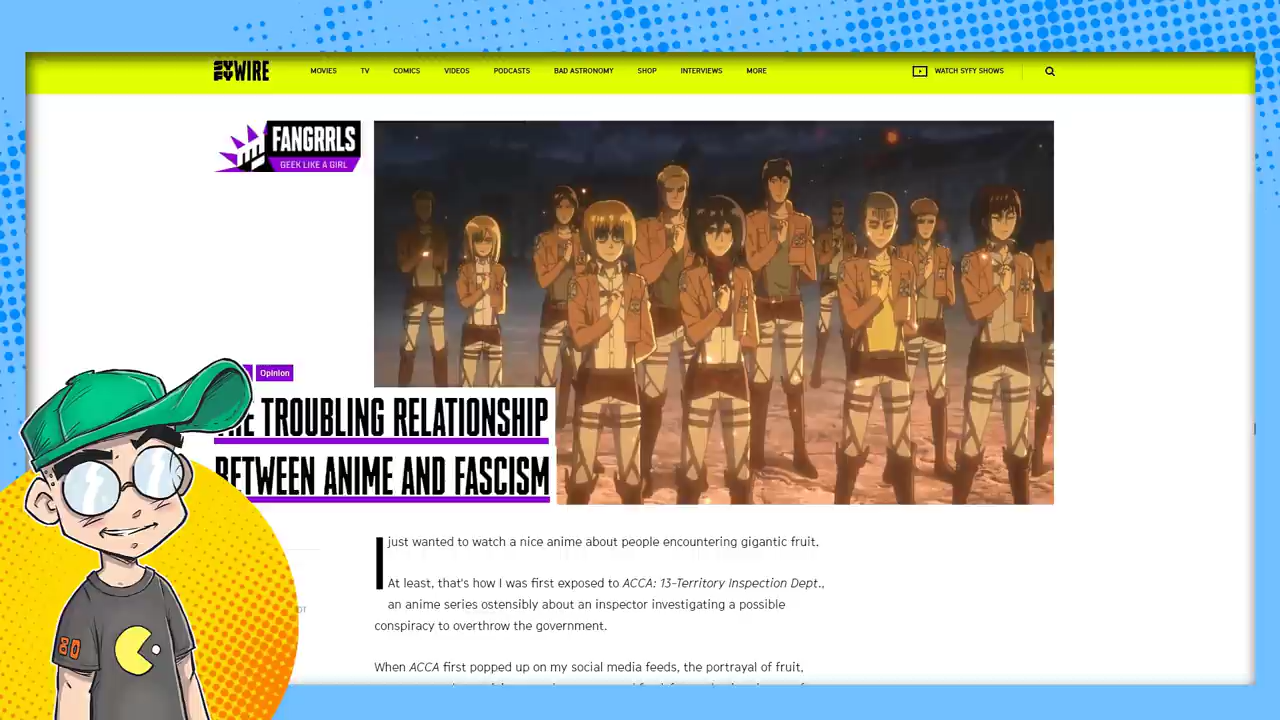 SYFY WIRE
MOVIES TV COMICS VIDEOS PODCASTS BAD ASTRONOMY SHOP INTERVIEWS MORE WATCH SYFY SHOWS
FANGRRLS
GEEK LIKE A GIRL
Opinion
THE TROUBLING RELATIONSHIP
BETWEEN ANIME AND FASCISM
I just wanted to watch a nice anime about people encountering gigantic fruit.
At least, that's how I was first exposed to ACCA: 13-Territory Inspection Dept.,
an anime series ostensibly about an inspector investigating a possible
conspiracy to overthrow the government.
When ACCA first popped up on my social media feeds, the portrayal of fruit,
80